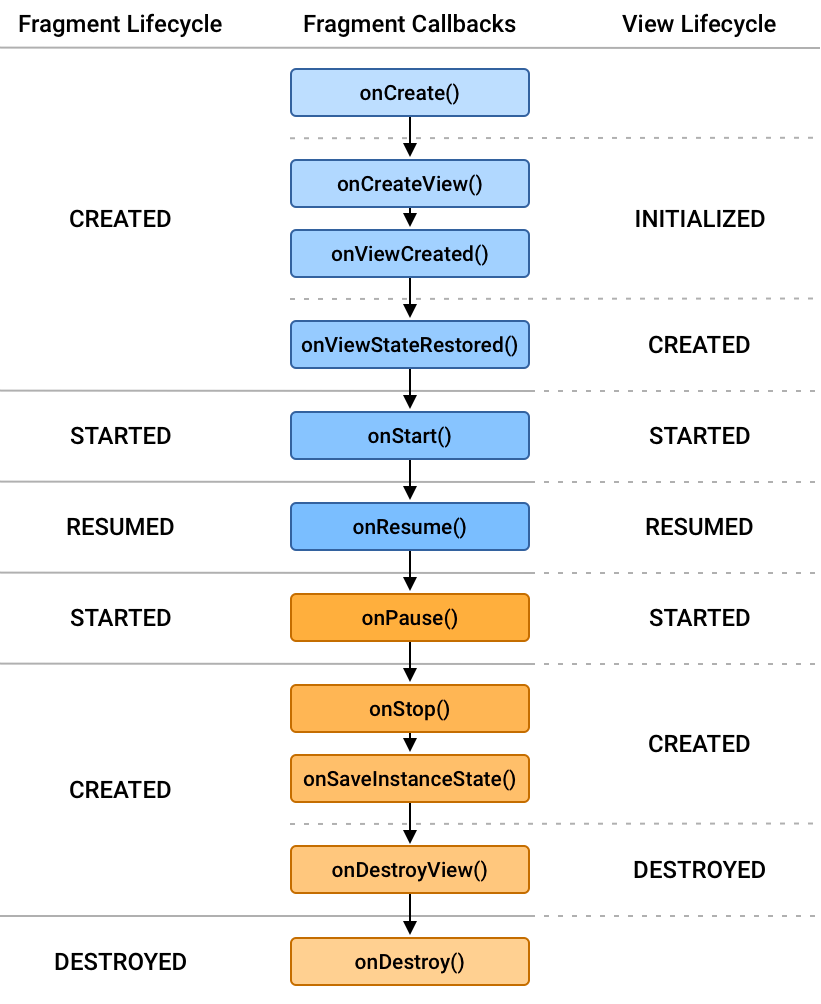 Fragment Lifecycle Fragment Callbacks View Lifecycle
onCreate()
onCreateView()
CREATED INITIALIZED
onViewCreated()
onViewStateRestored() CREATED
STARTED onStart() STARTED
RESUMED onResume() RESUMED
STARTED onPause() STARTED
onStop()
CREATED
onSaveInstanceState()
CREATED
onDestroyView() DESTROYED
DESTROYED onDestroy()